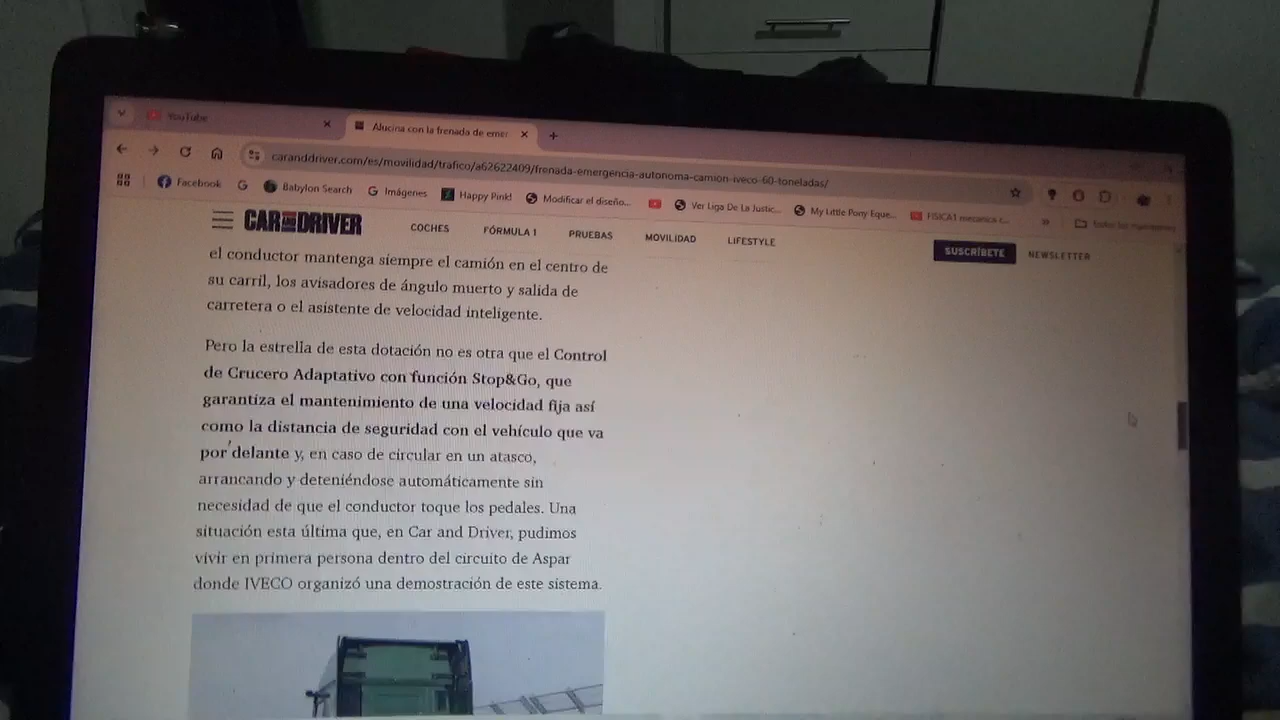 YouTube
Alucina con la frenada de emer
caranddriver.com/es/movilidad/trafico/a62622409/frenada-emergencia-autonoma-camion-iveco-60-toneladas/
Facebook
Babylon Search
Imágenes
Happy Pink!
Modificar el diseño...
Ver Liga De La Justic...
My Little Pony Eque...
FISICA1 mecanica r...
»
CAR AND DRIVER
COCHES
FÓRMULA 1
PRUEBAS
MOVILIDAD
LIFESTYLE
SUSCRÍBETE
NEWSLETTER
el conductor mantenga siempre el camión en el centro de
su carril, los avisadores de ángulo muerto y salida de
carretera o el asistente de velocidad inteligente.
Pero la estrella de esta dotación no es otra que el Control
de Crucero Adaptativo con función Stop&Go, que
garantiza el mantenimiento de una velocidad fija así
como la distancia de seguridad con el vehículo que va
por delante y, en caso de circular en un atasco,
arrancando y deteniéndose automáticamente sin
necesidad de que el conductor toque los pedales. Una
situación esta última que, en Car and Driver, pudimos
vivir en primera persona dentro del circuito de Aspar
donde IVECO organizó una demostración de este sistema.